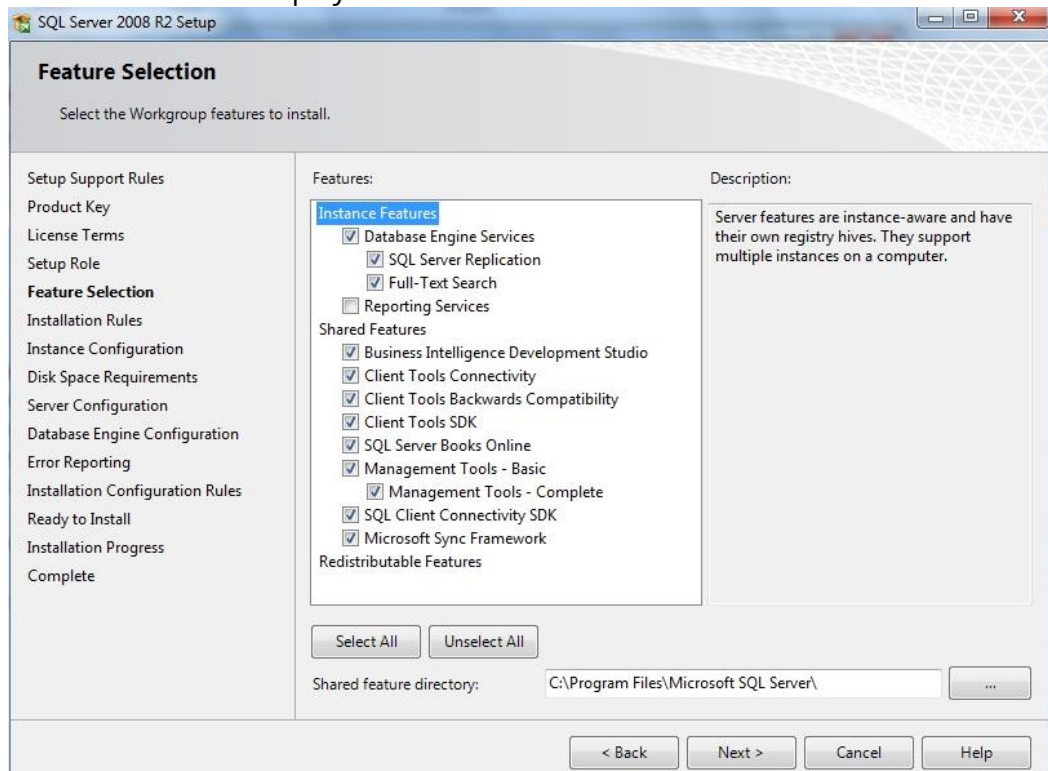 SQL Server 2008 R2 Setup
Feature Selection
Select the Workgroup features to install.
Setup Support Rules
Product Key
License Terms
Setup Role
Feature Selection
Installation Rules
Instance Configuration
Disk Space Requirements
Server Configuration
Database Engine Configuration
Error Reporting
Installation Configuration Rules
Ready to Install
Installation Progress
Complete
Features:
Instance Features
Database Engine Services
SQL Server Replication
Full-Text Search
Reporting Services
Shared Features
Business Intelligence Development Studio
Client Tools Connectivity
Client Tools Backwards Compatibility
Client Tools SDK
SQL Server Books Online
Management Tools - Basic
Management Tools - Complete
SQL Client Connectivity SDK
Microsoft Sync Framework
Redistributable Features
Description:
Server features are instance-aware and have
their own registry hives. They support
multiple instances on a computer.
Select All Unselect All
Shared feature directory: C:\Program Files\Microsoft SQL Server\ ...
< Back Next > Cancel Help